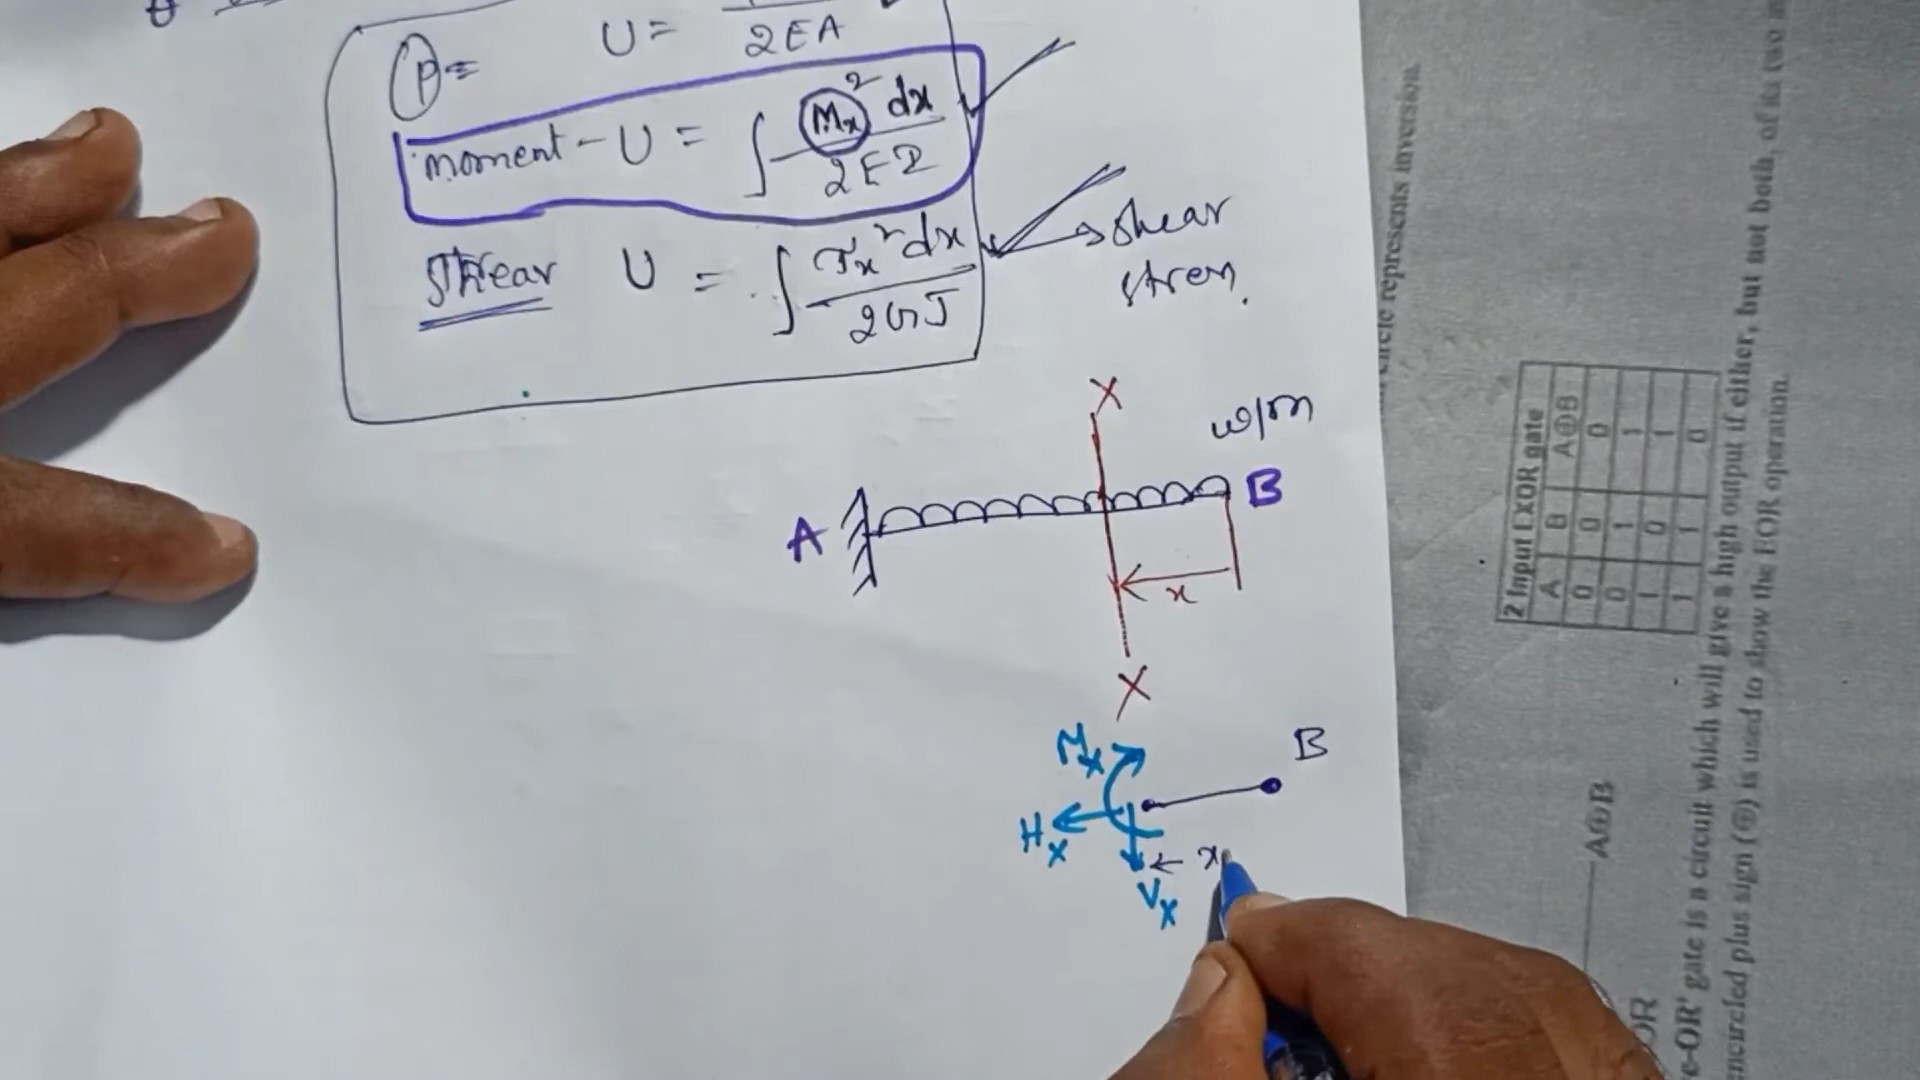 P =
U =
2EA
moment - U = ∫ Mx² dx
2EI
Shear U = ∫ Tx² dx
2GJ
→ shear
stress.
X
w/m
A
B
x
X
Mx
B
Hx
← x
Vx
circle represents inversion.
2 Input EXOR gate
A B A⊕B
0 0 0
0 1 1
1 0 1
1 1 0
A⊕B
OR
e-OR' gate is a circuit which will give a high output if either, but not both, of its two in
encircled plus sign (⊕) is used to show the EOR operation.